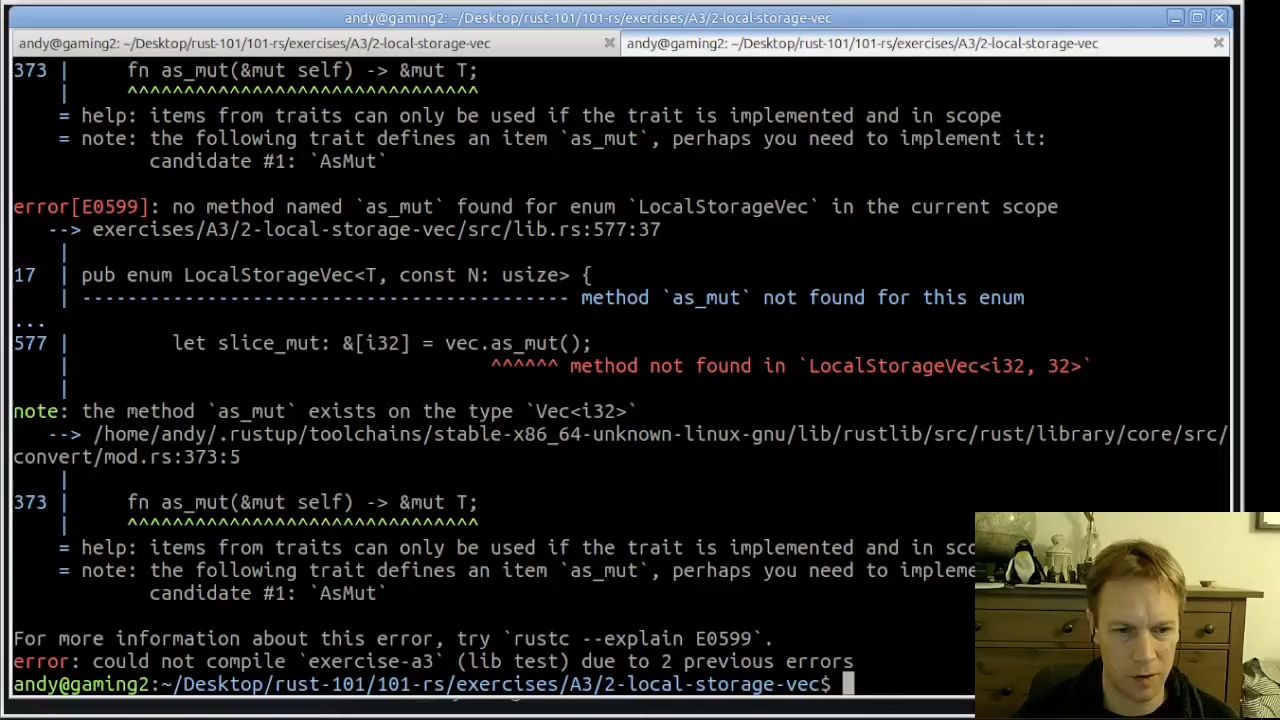 andy@gaming2: ~/Desktop/rust-101/101-rs/exercises/A3/2-local-storage-vec
andy@gaming2: ~/Desktop/rust-101/101-rs/exercises/A3/2-local-storage-vec
andy@gaming2: ~/Desktop/rust-101/101-rs/exercises/A3/2-local-storage-vec
373 |     fn as_mut(&mut self) -> &mut T;
    |     ^^^^^^^^^^^^^^^^^^^^^^^^^^^^^^^
    = help: items from traits can only be used if the trait is implemented and in scope
    = note: the following trait defines an item `as_mut`, perhaps you need to implement it:
            candidate #1: `AsMut`
error[E0599]: no method named `as_mut` found for enum `LocalStorageVec` in the current scope
   --> exercises/A3/2-local-storage-vec/src/lib.rs:577:37
    |
17  | pub enum LocalStorageVec<T, const N: usize> {
    | ------------------------------------------- method `as_mut` not found for this enum
...
577 |         let slice_mut: &[i32] = vec.as_mut();
    |                                     ^^^^^^ method not found in `LocalStorageVec<i32, 32>`
    |
note: the method `as_mut` exists on the type `Vec<i32>`
   --> /home/andy/.rustup/toolchains/stable-x86_64-unknown-linux-gnu/lib/rustlib/src/rust/library/core/src/
convert/mod.rs:373:5
    |
373 |     fn as_mut(&mut self) -> &mut T;
    |     ^^^^^^^^^^^^^^^^^^^^^^^^^^^^^^^
    = help: items from traits can only be used if the trait is implemented and in sco
    = note: the following trait defines an item `as_mut`, perhaps you need to impleme
            candidate #1: `AsMut`
For more information about this error, try `rustc --explain E0599`.
error: could not compile `exercise-a3` (lib test) due to 2 previous errors
andy@gaming2:~/Desktop/rust-101/101-rs/exercises/A3/2-local-storage-vec$